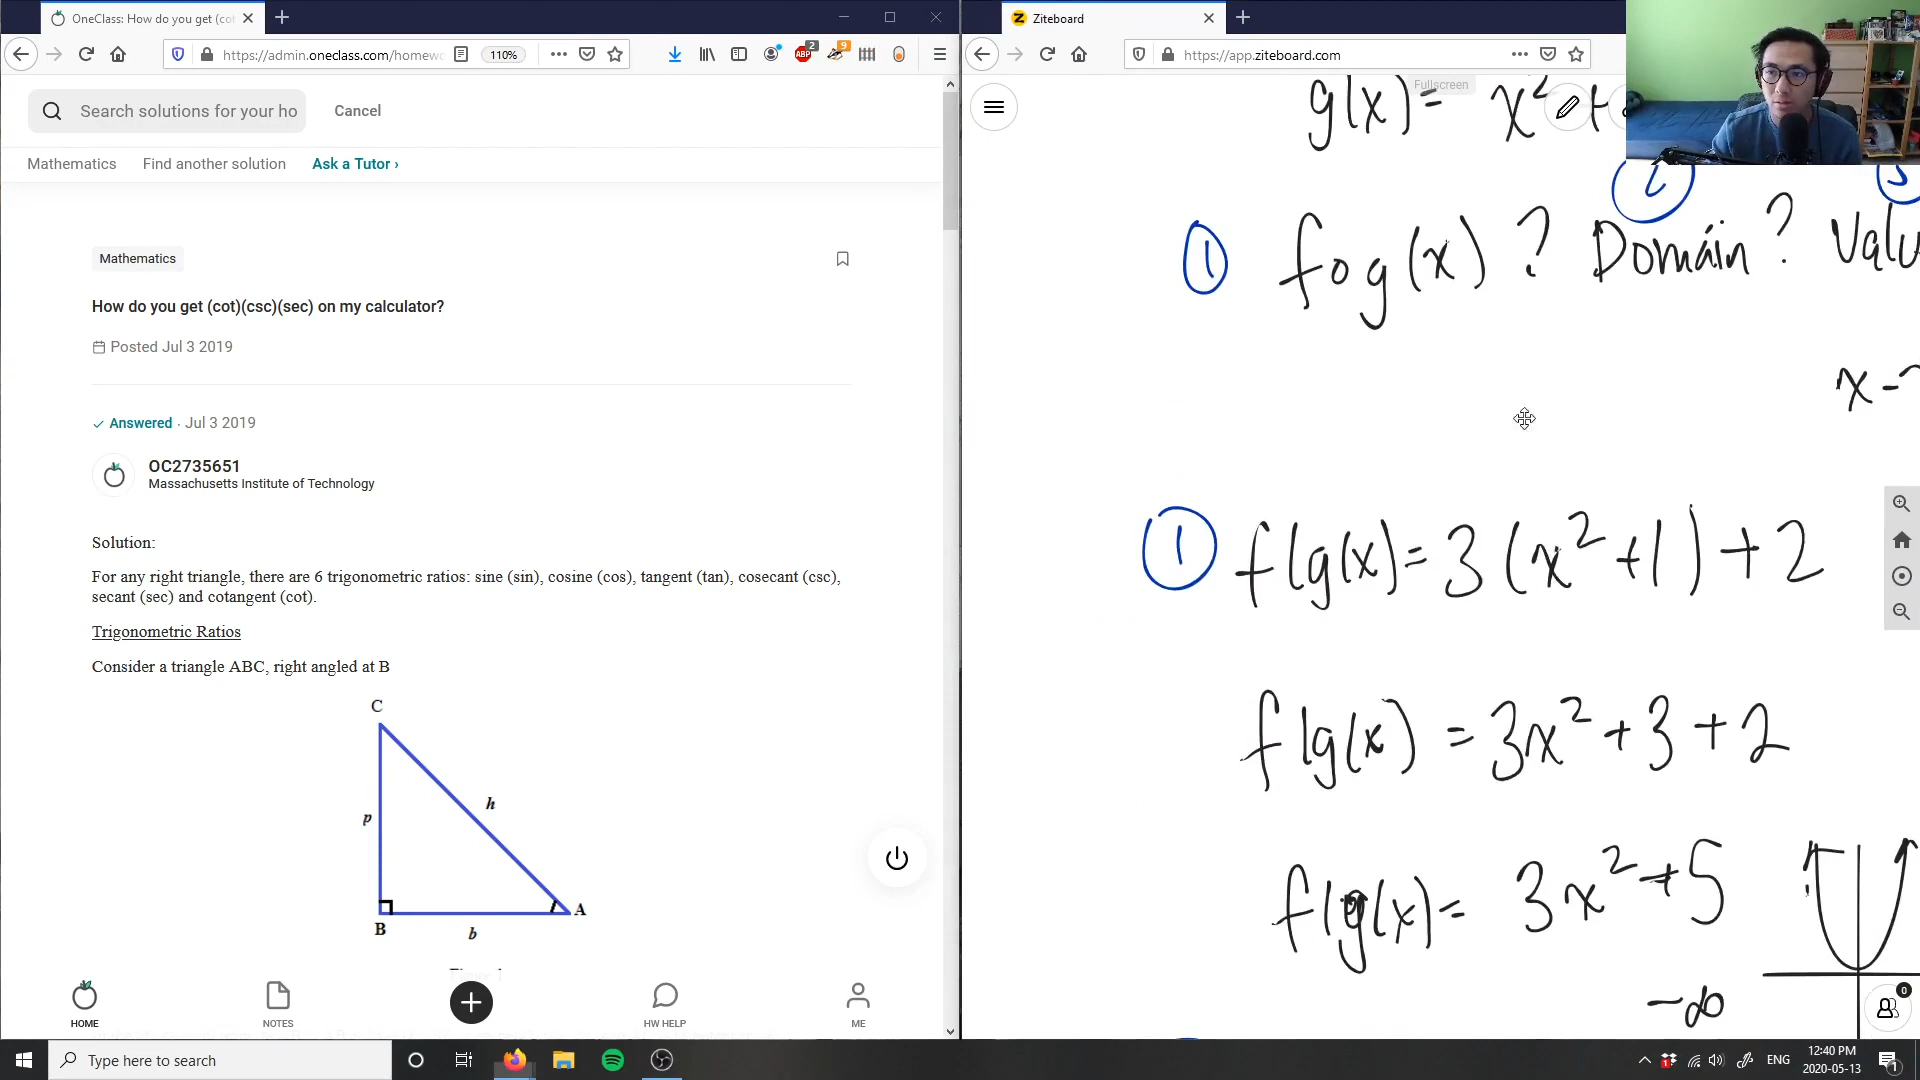 OneClass: How do you get (cot
Ziteboard
https://admin.oneclass.com/homew
110%
ABP
2
9
https://app.ziteboard.com
Search solutions for your ho
Cancel
Mathematics
Find another solution
Ask a Tutor ›
Mathematics
How do you get (cot)(csc)(sec) on my calculator?
Posted Jul 3 2019
Answered · Jul 3 2019
OC2735651
Massachusetts Institute of Technology
Solution:
For any right triangle, there are 6 trigonometric ratios: sine (sin), cosine (cos), tangent (tan), cosecant (csc),
secant (sec) and cotangent (cot).
Trigonometric Ratios
Consider a triangle ABC, right angled at B
C
h
p
A
B
b
HOME
NOTES
HW HELP
ME
Fullscreen
g(x)= x²+
① fog(x)? Domain? Valu
x=
① f(g(x)=3(x²+1)+2
f(g(x)=3x²+3+2
f(g(x)=3x²+5
-∞
0
Type here to search
ENG
12:40 PM
2020-05-13
1